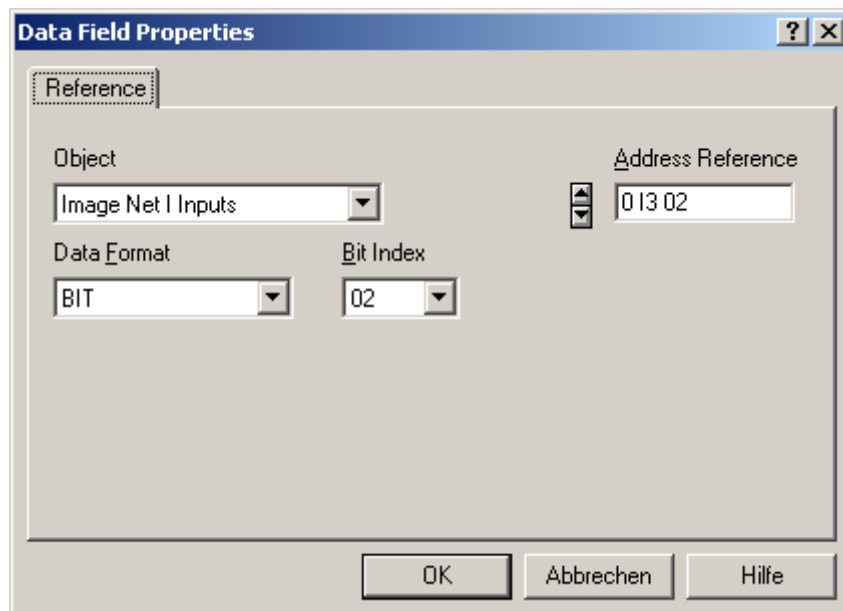 Data Field Properties
Reference
Object
Address Reference
Image Net I Inputs
0 I3 02
Data Format
Bit Index
BIT
02
OK
Abbrechen
Hilfe